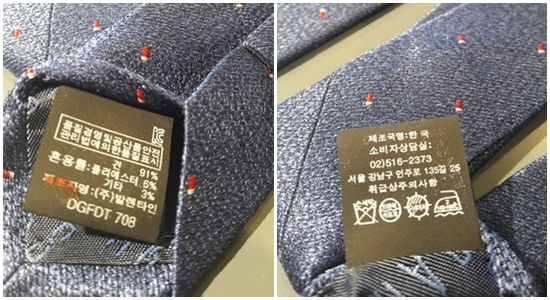 품질경영및공산품안전
관리법에의한품질표시
혼용률: 견 91%
폴리에스터 6%
기타 3%
제조자명:(주)발렌타인
DGFDT 708
제조국명:한 국
소비자상담실:
02)516-2373
서울 강남구 언주로 135길 25
취급상주의사항